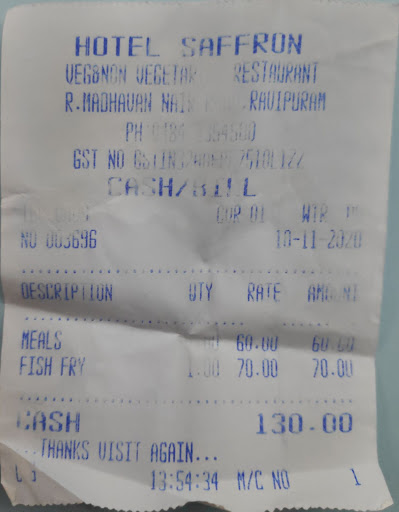 HOTEL SAFFRON
VEG&NON VEGETAR RESTAURANT
R.MADHAVAN NAIR RAVIPURAM
PH
GST NO
CASH/BILL
COR 01 WTR
NO 003696 10-11-2020
DESCRIPTION QTY RATE AMOUNT
MEALS 60.00 60.00
FISH FRY 1.00 70.00 70.00
CASH 130.00
..THANKS VISIT AGAIN...
13:54:34 M/C NO 1